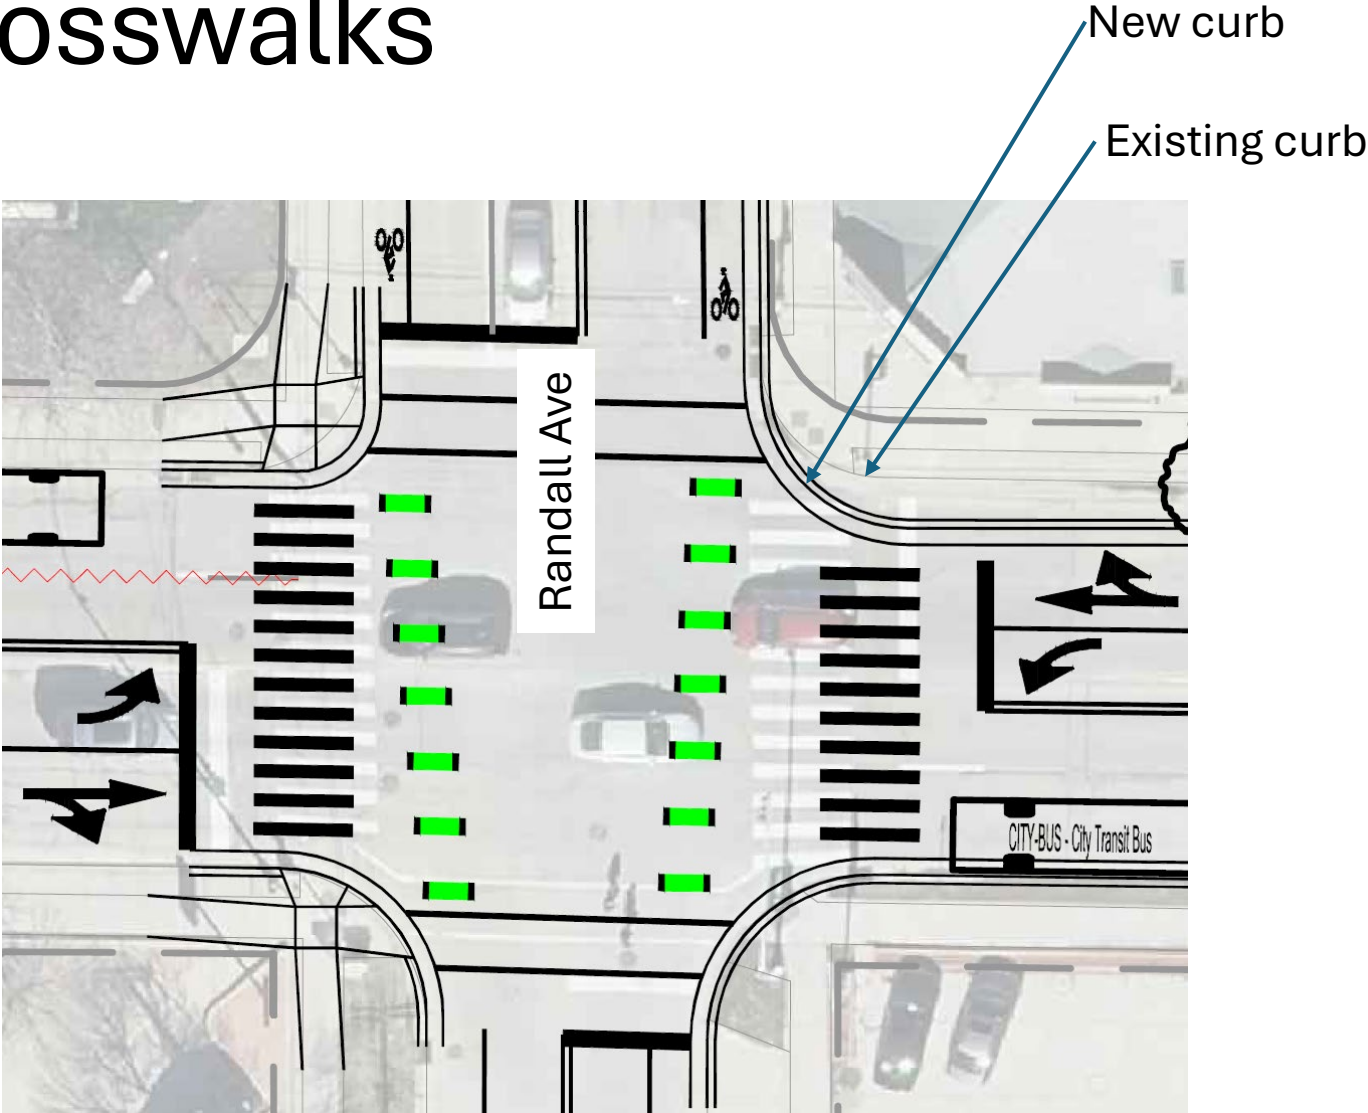 osswalks
New curb
Existing curb
Randall Ave
CITY-BUS - City Transit Bus